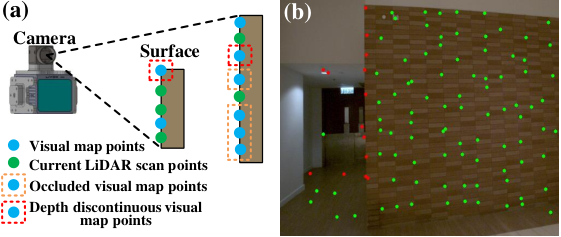 (a)
Camera
Surface
Visual map points
Current LiDAR scan points
Occluded visual map points
Depth discontinuous visual
map points
(b)